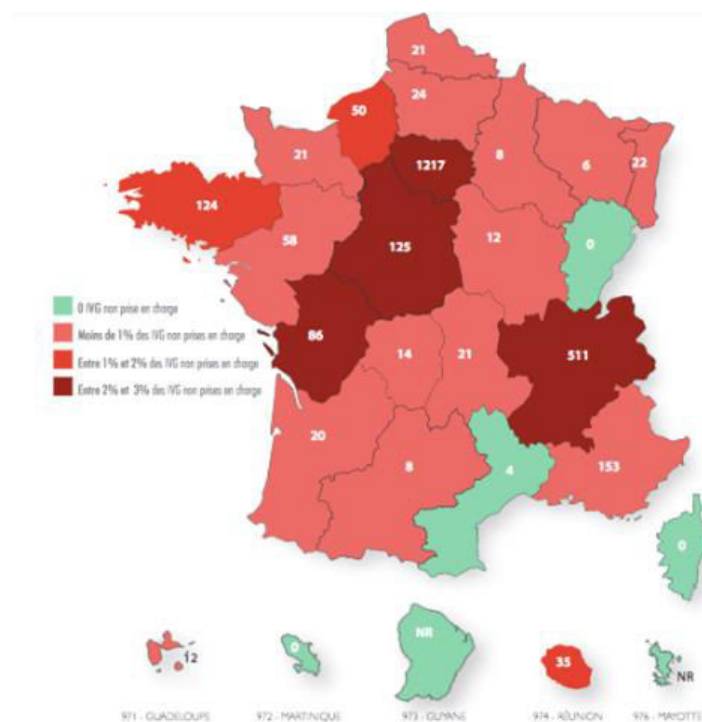 21
24
50
21
1217
8
6
22
124
58
125
12
0
0 IVG non prise en charge
Moins de 1% des IVG non prises en charge
Entre 1% et 2% des IVG non prises en charge
Entre 2% et 3% des IVG non prises en charge
86
14
21
511
20
8
4
153
0
12
0
NR
35
NR
971 - GUADELOUPE
972 - MARTINIQUE
973 - GUYANE
974 - RÉUNION
976 - MAYOTTE